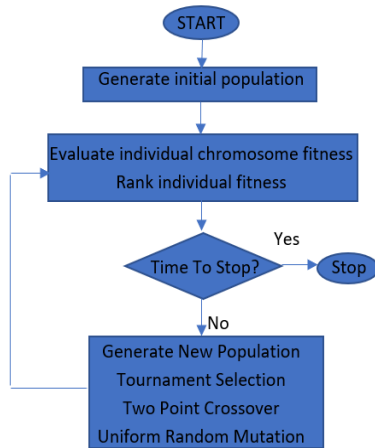 START
Generate initial population
Evaluate individual chromosome fitness
Rank individual fitness
Time To Stop?
Yes
Stop
No
Generate New Population
Tournament Selection
Two Point Crossover
Uniform Random Mutation